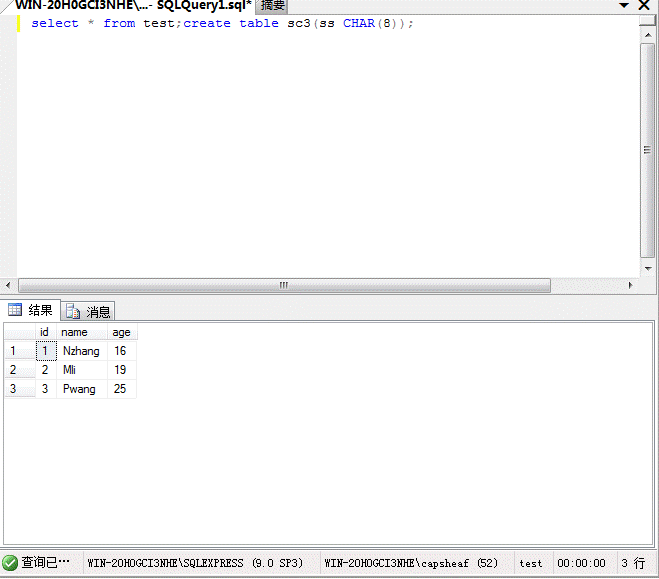 WIN-20H0GCI3NHE\...- SQLQuery1.sql* 摘要
select * from test;create table sc3(ss CHAR(8));
结果 消息
id name age
1 1 Nzhang 16
2 2 Mli 19
3 3 Pwang 25
查询已… WIN-20H0GCI3NHE\SQLEXPRESS (9.0 SP3) WIN-20H0GCI3NHE\capsheaf (52) test 00:00:00 3 行